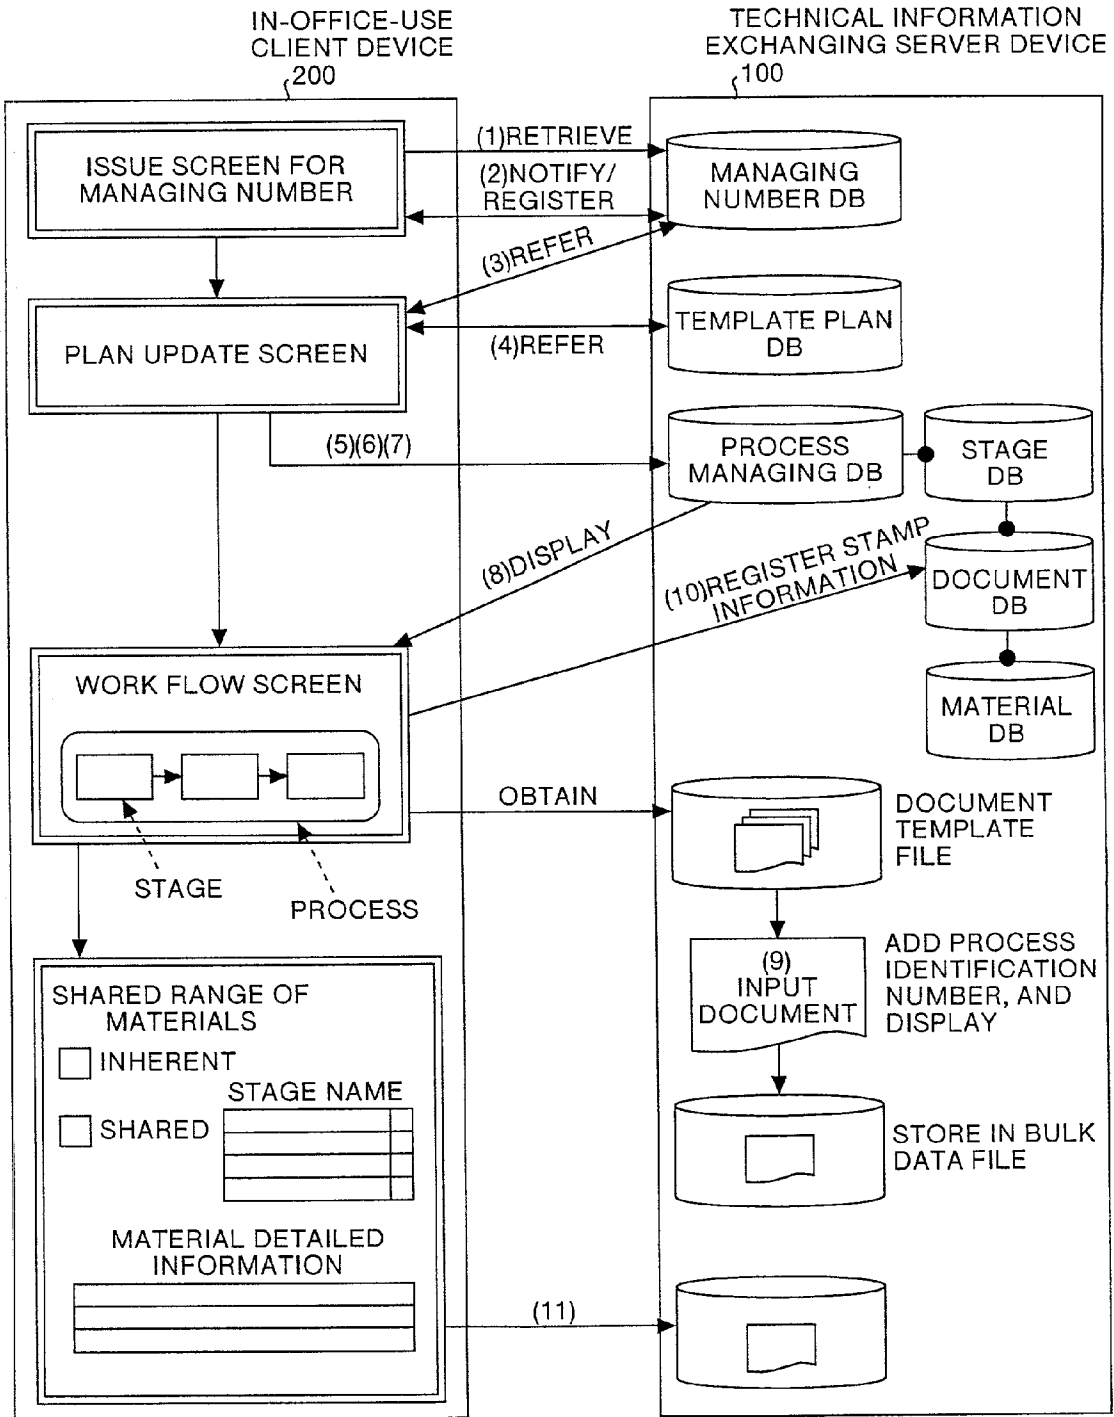 IN-OFFICE-USE
CLIENT DEVICE
200
TECHNICAL INFORMATION
EXCHANGING SERVER DEVICE
100
ISSUE SCREEN FOR
MANAGING NUMBER
(1)RETRIEVE
(2)NOTIFY/
REGISTER
MANAGING
NUMBER DB
(3)REFER
PLAN UPDATE SCREEN
(4)REFER
TEMPLATE PLAN
DB
(5)(6)(7)
PROCESS
MANAGING DB
STAGE
DB
(8)DISPLAY
(10)REGISTER STAMP
INFORMATION
DOCUMENT
DB
WORK FLOW SCREEN
MATERIAL
DB
OBTAIN
DOCUMENT
TEMPLATE
FILE
STAGE
PROCESS
(9)
INPUT
DOCUMENT
ADD PROCESS
IDENTIFICATION
NUMBER, AND
DISPLAY
SHARED RANGE OF
MATERIALS
INHERENT
STAGE NAME
SHARED
STORE IN BULK
DATA FILE
MATERIAL DETAILED
INFORMATION
(11)